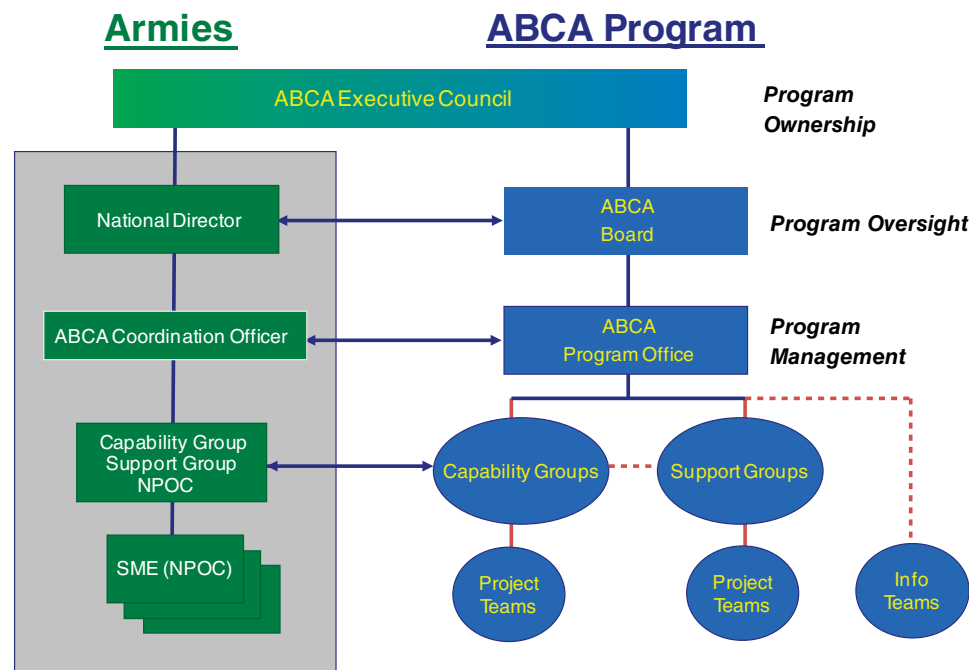 Armies
ABCA Program
ABCA Executive Council
Program
Ownership
National Director
ABCA
Board
Program Oversight
ABCA Coordination Officer
ABCA
Program Office
Program
Management
Capability Group
Support Group
NPOC
Capability Groups
Support Groups
SME (NPOC)
Project
Teams
Project
Teams
Info
Teams